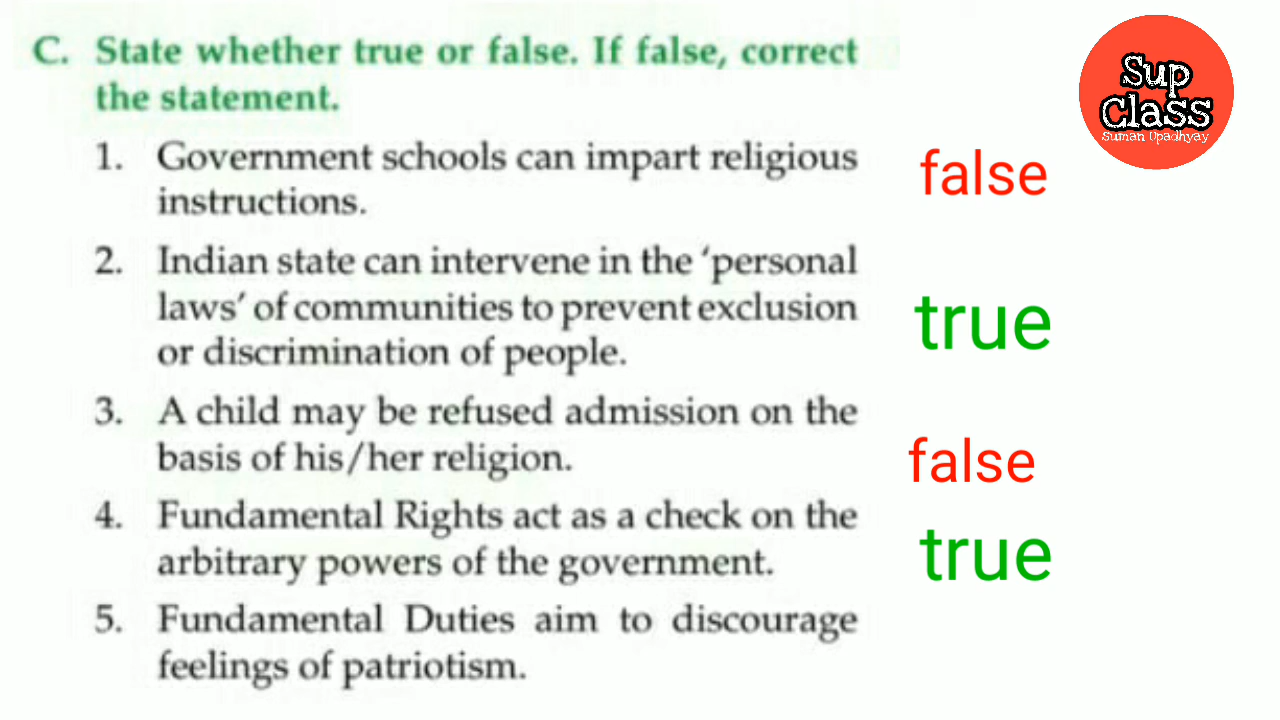 C. State whether true or false. If false, correct
the statement.
1. Government schools can impart religious
instructions.
false
2. Indian state can intervene in the ‘personal
laws’ of communities to prevent exclusion
or discrimination of people.
true
3. A child may be refused admission on the
basis of his/her religion.
false
4. Fundamental Rights act as a check on the
arbitrary powers of the government.
true
5. Fundamental Duties aim to discourage
feelings of patriotism.
Sup
Class
Suman Upadhyay